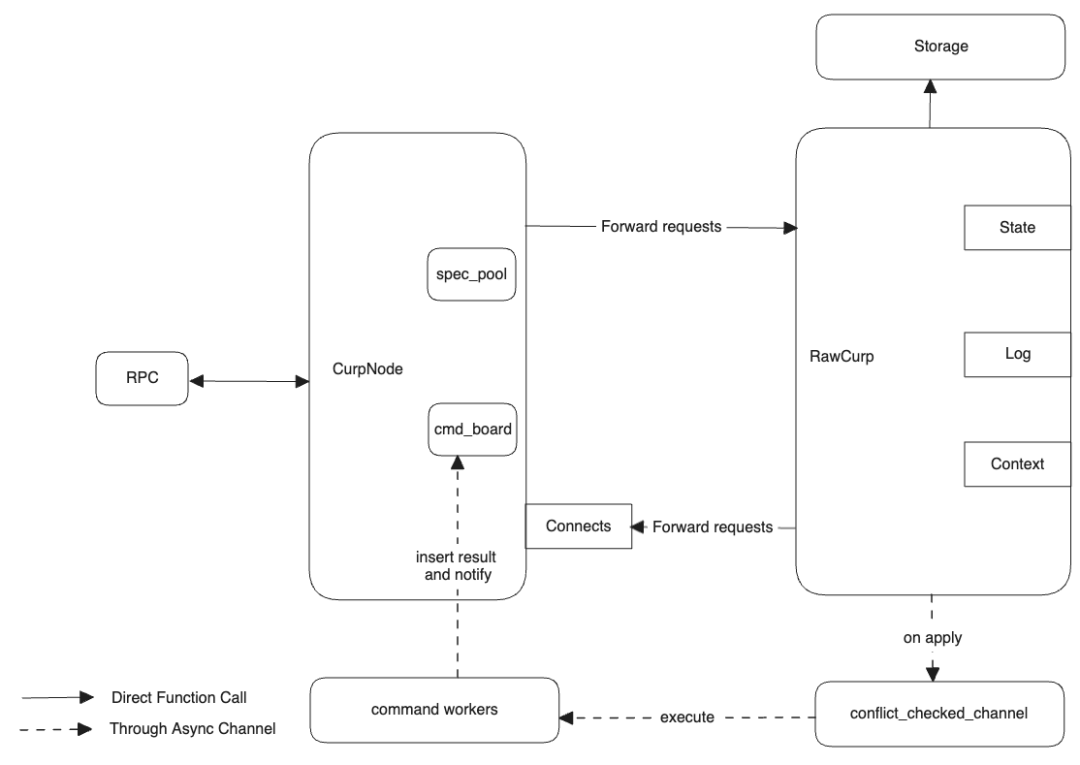 Storage
Forward requests
State
spec_pool
RPC
CurpNode
RawCurp
Log
cmd_board
Context
Connects
Forward requests
insert result
and notify
on apply
Direct Function Call
Through Async Channel
command workers
execute
conflict_checked_channel